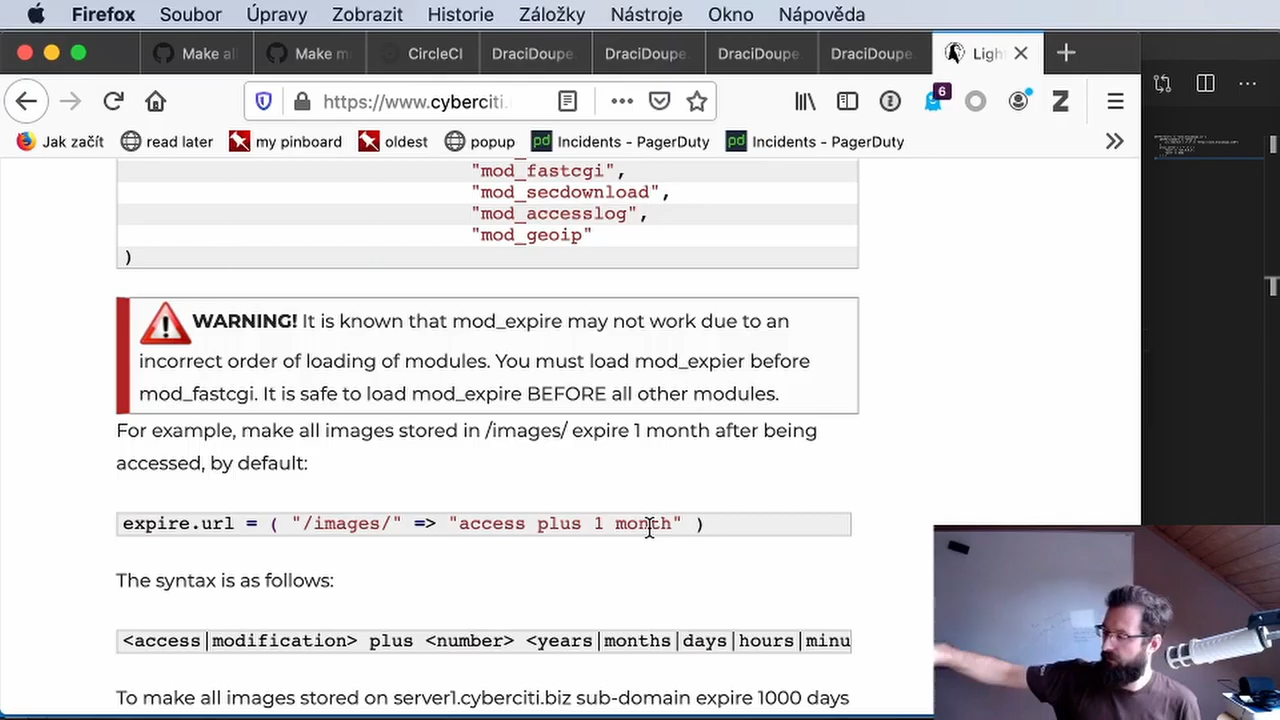 Firefox Soubor Úpravy Zobrazit Historie Záložky Nástroje Okno Nápověda
Make al Make m CircleCI DraciDoupe. DraciDoupe. DraciDoupe. DraciDoupe. Ligh
https://www.cyberciti. 6
Jak začít read later my pinboard oldest popup pd Incidents - PagerDuty pd Incidents - PagerDuty
"mod_fastcgi",
"mod_secdownload",
"mod_accesslog",
"mod_geoip"
)
WARNING! It is known that mod_expire may not work due to an
incorrect order of loading of modules. You must load mod_expier before
mod_fastcgi. It is safe to load mod_expire BEFORE all other modules.
For example, make all images stored in /images/ expire 1 month after being
accessed, by default:
expire.url = ( "/images/" => "access plus 1 month" )
The syntax is as follows:
<access|modification> plus <number> <years|months|days|hours|minu
To make all images stored on server1.cyberciti.biz sub-domain expire 1000 days